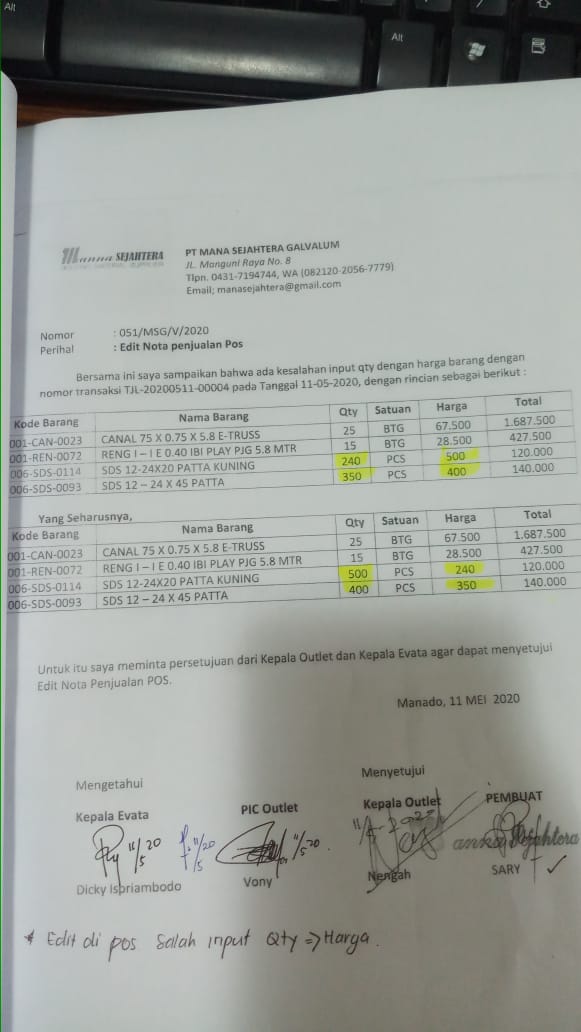 Alt
Alt
Manna SEJAHTERA
PT MANA SEJAHTERA GALVALUM
JL. Manguni Raya No. 8
Tlpn. 0431-7194744, WA (082120-2056-7779)
Email; manasejahtera@gmail.com
Nomor : 051/MSG/V/2020
Perihal : Edit Nota penjualan Pos
Bersama ini saya sampaikan bahwa ada kesalahan input qty dengan harga barang dengan
nomor transaksi TJL-20200511-00004 pada Tanggal 11-05-2020, dengan rincian sebagai berikut :
Kode Barang Nama Barang Qty Satuan Harga Total
001-CAN-0023 CANAL 75 X 0.75 X 5.8 E-TRUSS 25 BTG 67.500 1.687.500
001-REN-0072 RENG I – I E 0.40 IBI PLAY PJG 5.8 MTR 15 BTG 28.500 427.500
006-SDS-0114 SDS 12-24X20 PATTA KUNING 240 PCS 500 120.000
006-SDS-0093 SDS 12 – 24 X 45 PATTA 350 PCS 400 140.000
Yang Seharusnya,
Kode Barang Nama Barang Qty Satuan Harga Total
001-CAN-0023 CANAL 75 X 0.75 X 5.8 E-TRUSS 25 BTG 67.500 1.687.500
001-REN-0072 RENG I – I E 0.40 IBI PLAY PJG 5.8 MTR 15 BTG 28.500 427.500
006-SDS-0114 SDS 12-24X20 PATTA KUNING 500 PCS 240 120.000
006-SDS-0093 SDS 12 – 24 X 45 PATTA 400 PCS 350 140.000
Untuk itu saya meminta persetujuan dari Kepala Outlet dan Kepala Evata agar dapat menyetujui
Edit Nota Penjualan POS.
Manado, 11 MEI 2020
Mengetahui Menyetujui
Kepala Evata PIC Outlet Kepala Outlet PEMBUAT
11/5 20 11/5 20 11/5 20 11/5-2020
Dicky Isbriambodo Vony Nengah SARY
* Edit di pos salah input Qty => Harga.